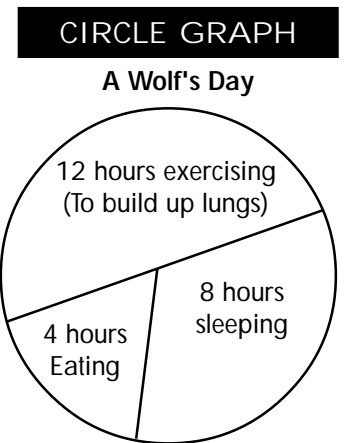 CIRCLE GRAPH
A Wolf's Day
12 hours exercising
(To build up lungs)
8 hours
sleeping
4 hours
Eating